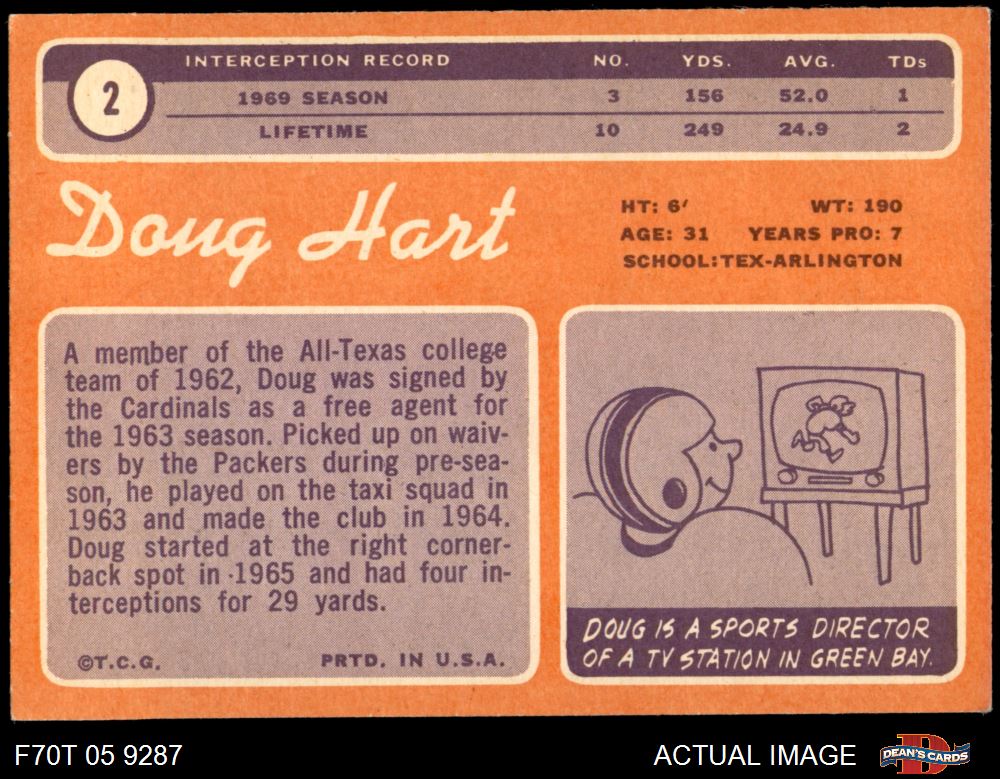 INTERCEPTION RECORD NO. YDS. AVG. TDs
2
1969 SEASON 3 156 52.0 1
LIFETIME 10 249 24.9 2
Doug Hart
HT: 6' WT: 190
AGE: 31 YEARS PRO: 7
SCHOOL:TEX-ARLINGTON
A member of the All-Texas college
team of 1962, Doug was signed by
the Cardinals as a free agent for
the 1963 season. Picked up on waiv-
ers by the Packers during pre-sea-
son, he played on the taxi squad in
1963 and made the club in 1964.
Doug started at the right corner-
back spot in 1965 and had four in-
terceptions for 29 yards.
©T.C.G. PRTD. IN U.S.A.
DOUG IS A SPORTS DIRECTOR
OF A TV STATION IN GREEN BAY.
F70T 05 9287 ACTUAL IMAGE
DEAN'S CARDS